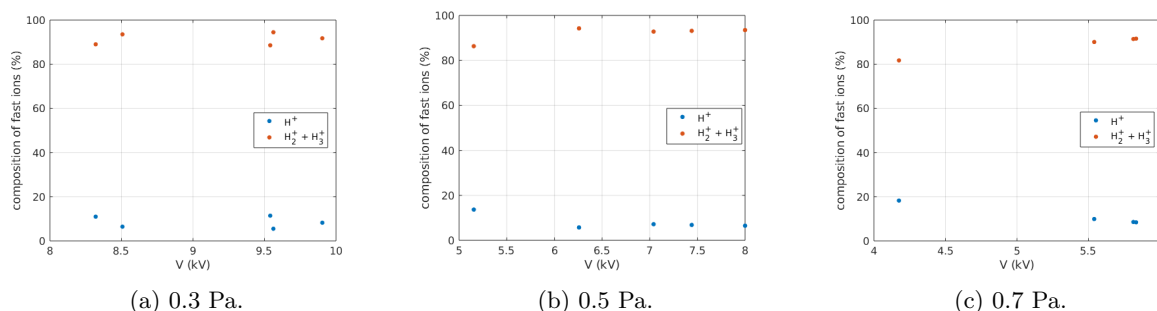 100
80
60
40
20
0
composition of fast ions (%)
H⁺
H₂⁺ + H₃⁺
8 8.5 9 9.5 10
V (kV)
(a) 0.3 Pa.
100
80
60
40
20
0
composition of fast ions (%)
H⁺
H₂⁺ + H₃⁺
5 5.5 6 6.5 7 7.5 8
V (kV)
(b) 0.5 Pa.
100
80
60
40
20
0
composition of fast ions (%)
H⁺
H₂⁺ + H₃⁺
4 4.5 5 5.5
V (kV)
(c) 0.7 Pa.